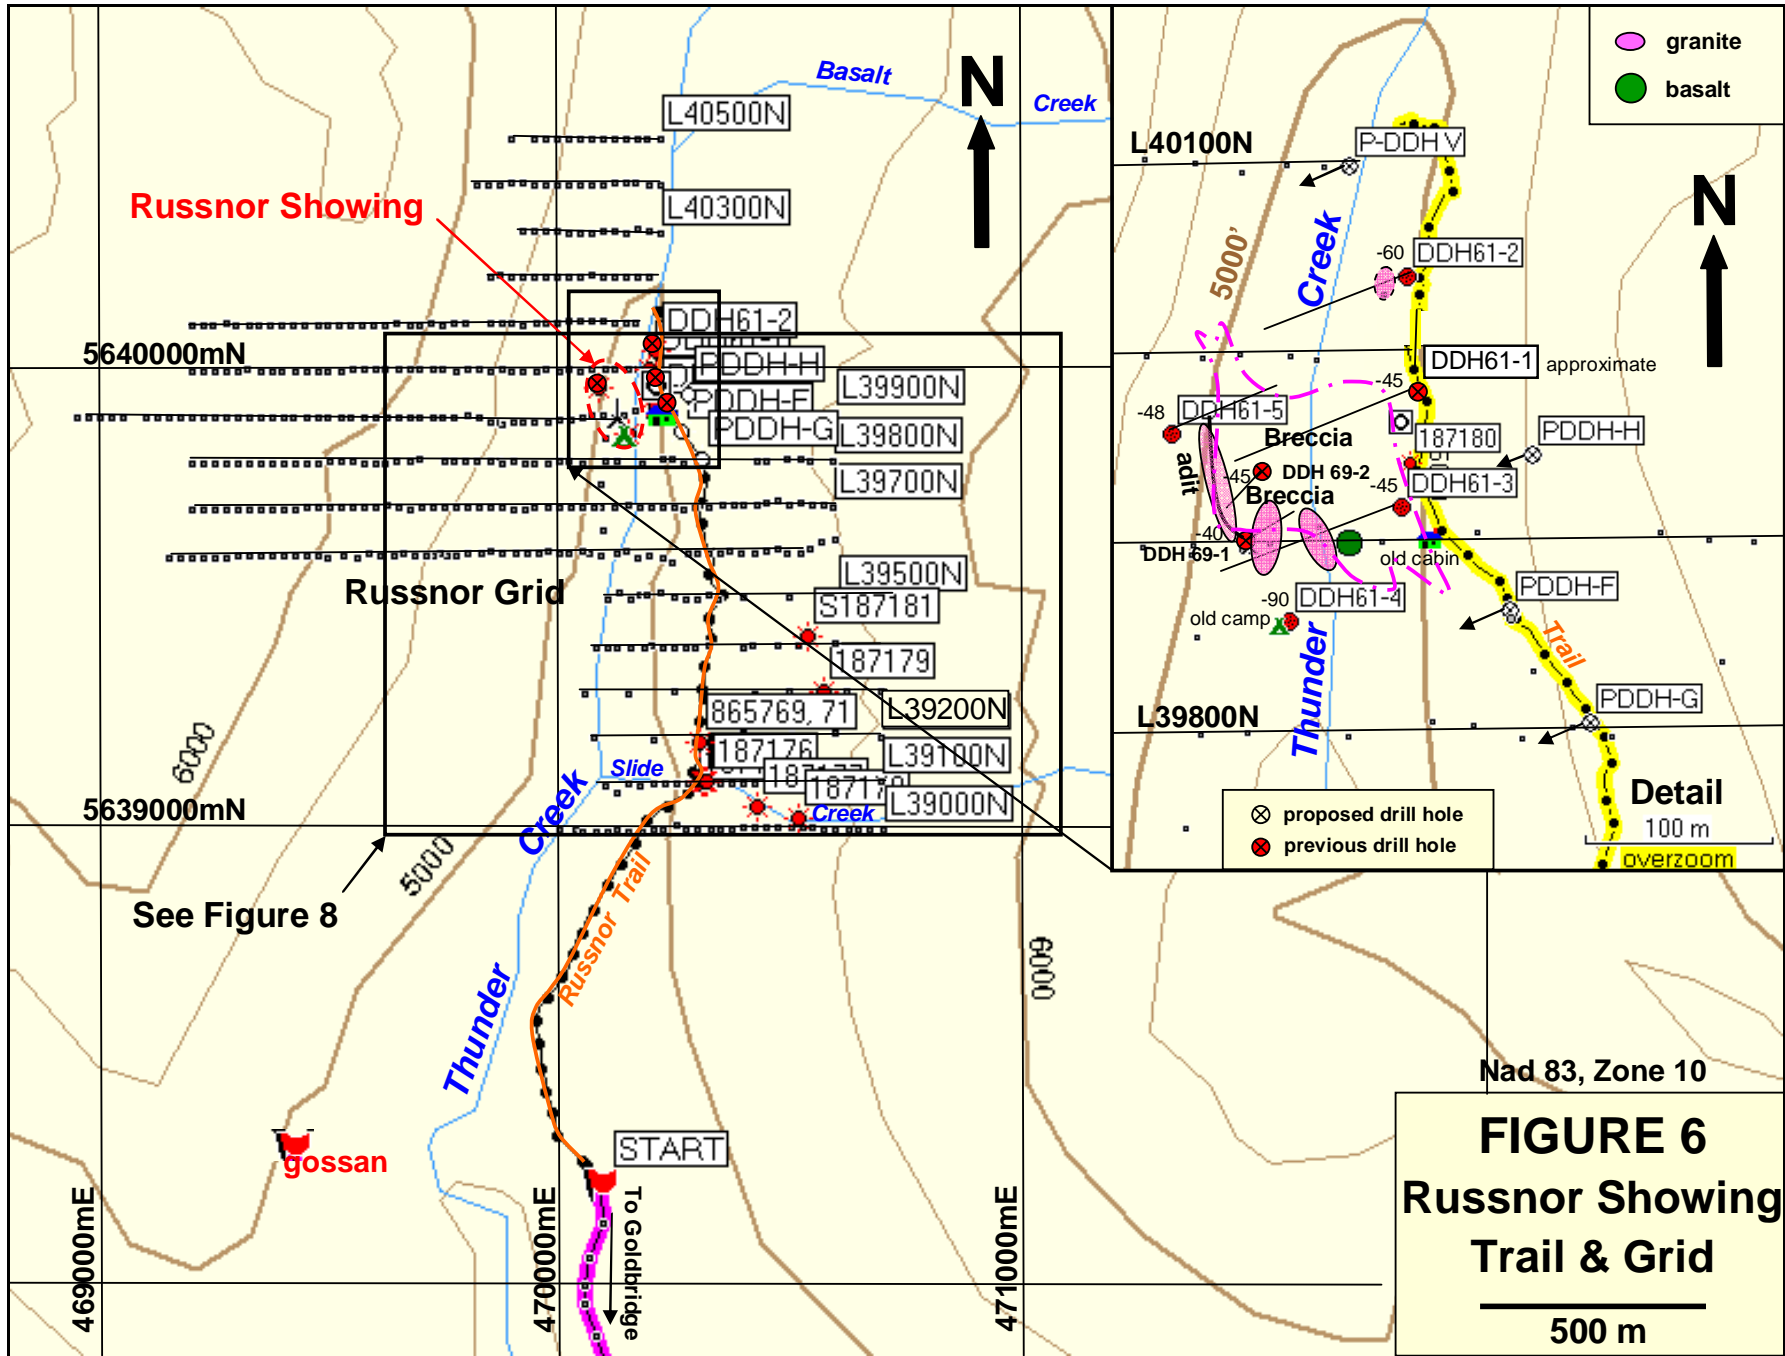 Basalt
Creek
N
L40500N
Russnor Showing
L40300N
DDH61-2
5640000mN
PDDH-H
L39900N
PDDH-F
PDDH-G
L39800N
L39700N
Russnor Grid
L39500N
S187181
187179
6000
865769, 71
L39200N
187176
L39100N
Slide
L39000N
Creek
5639000mN
Creek
5000
See Figure 8
Russnor Trail
Thunder
6000
START
gossan
To Goldbridge
469000mE
470000mE
471000mE
granite
basalt
L40100N
P-DDH V
N
5000'
Creek
-60
DDH61-2
DDH61-1
approximate
-45
-48
DDH61-5
Breccia
187180
PDDH-H
adit
-45
DDH 69-2
-45
DDH61-3
Breccia
-40
DDH 69-1
old cabin
-90
DDH61-4
PDDH-F
old camp
Trail
Thunder
PDDH-G
L39800N
Detail
100 m
overzoom
proposed drill hole
previous drill hole
Nad 83, Zone 10
FIGURE 6
Russnor Showing
Trail & Grid
500 m